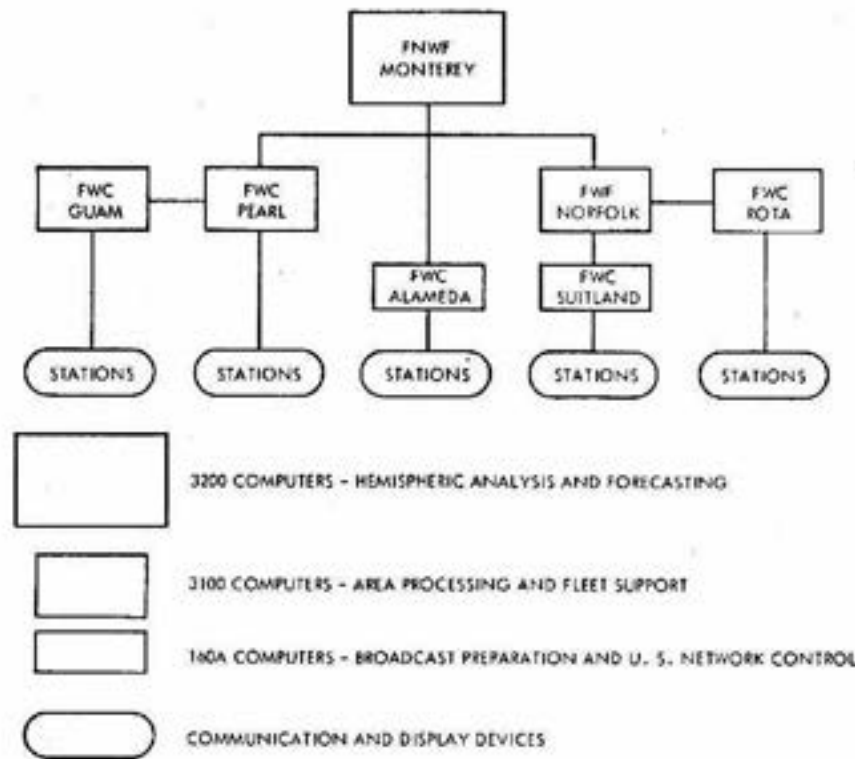 FNWF
MONTEREY
FWC
GUAM
FWC
PEARL
FWF
NORFOLK
FWC
ROTA
FWC
ALAMEDA
FWC
SUITLAND
STATIONS
STATIONS
STATIONS
STATIONS
STATIONS
3200 COMPUTERS - HEMISPHERIC ANALYSIS AND FORECASTING
3100 COMPUTERS - AREA PROCESSING AND FLEET SUPPORT
160A COMPUTERS - BROADCAST PREPARATION AND U. S. NETWORK CONTROL
COMMUNICATION AND DISPLAY DEVICES